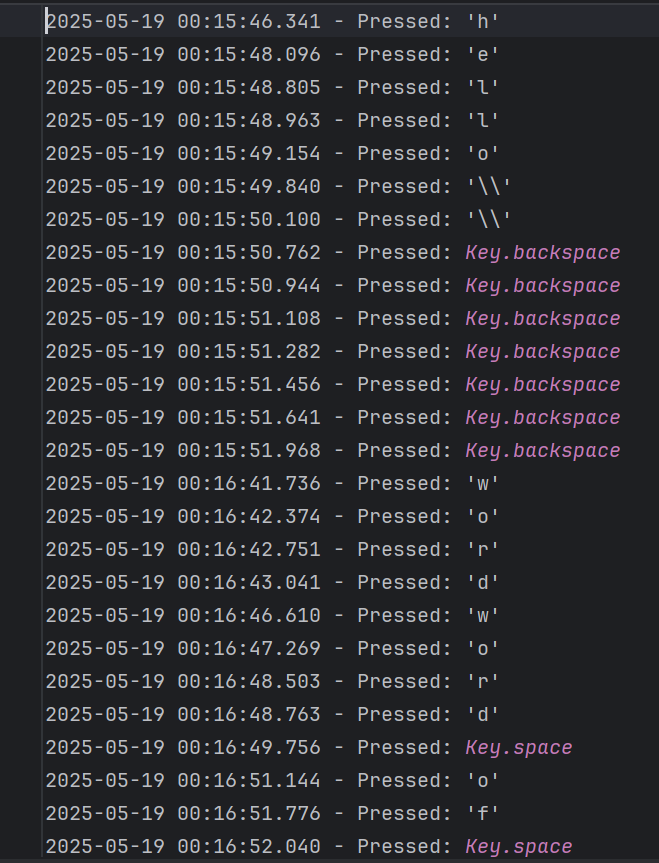 2025-05-19 00:15:46.341 - Pressed: 'h'
2025-05-19 00:15:48.096 - Pressed: 'e'
2025-05-19 00:15:48.805 - Pressed: 'l'
2025-05-19 00:15:48.963 - Pressed: 'l'
2025-05-19 00:15:49.154 - Pressed: 'o'
2025-05-19 00:15:49.840 - Pressed: '\\'
2025-05-19 00:15:50.100 - Pressed: '\\'
2025-05-19 00:15:50.762 - Pressed: Key.backspace
2025-05-19 00:15:50.944 - Pressed: Key.backspace
2025-05-19 00:15:51.108 - Pressed: Key.backspace
2025-05-19 00:15:51.282 - Pressed: Key.backspace
2025-05-19 00:15:51.456 - Pressed: Key.backspace
2025-05-19 00:15:51.641 - Pressed: Key.backspace
2025-05-19 00:15:51.968 - Pressed: Key.backspace
2025-05-19 00:16:41.736 - Pressed: 'w'
2025-05-19 00:16:42.374 - Pressed: 'o'
2025-05-19 00:16:42.751 - Pressed: 'r'
2025-05-19 00:16:43.041 - Pressed: 'd'
2025-05-19 00:16:46.610 - Pressed: 'w'
2025-05-19 00:16:47.269 - Pressed: 'o'
2025-05-19 00:16:48.503 - Pressed: 'r'
2025-05-19 00:16:48.763 - Pressed: 'd'
2025-05-19 00:16:49.756 - Pressed: Key.space
2025-05-19 00:16:51.144 - Pressed: 'o'
2025-05-19 00:16:51.776 - Pressed: 'f'
2025-05-19 00:16:52.040 - Pressed: Key.space